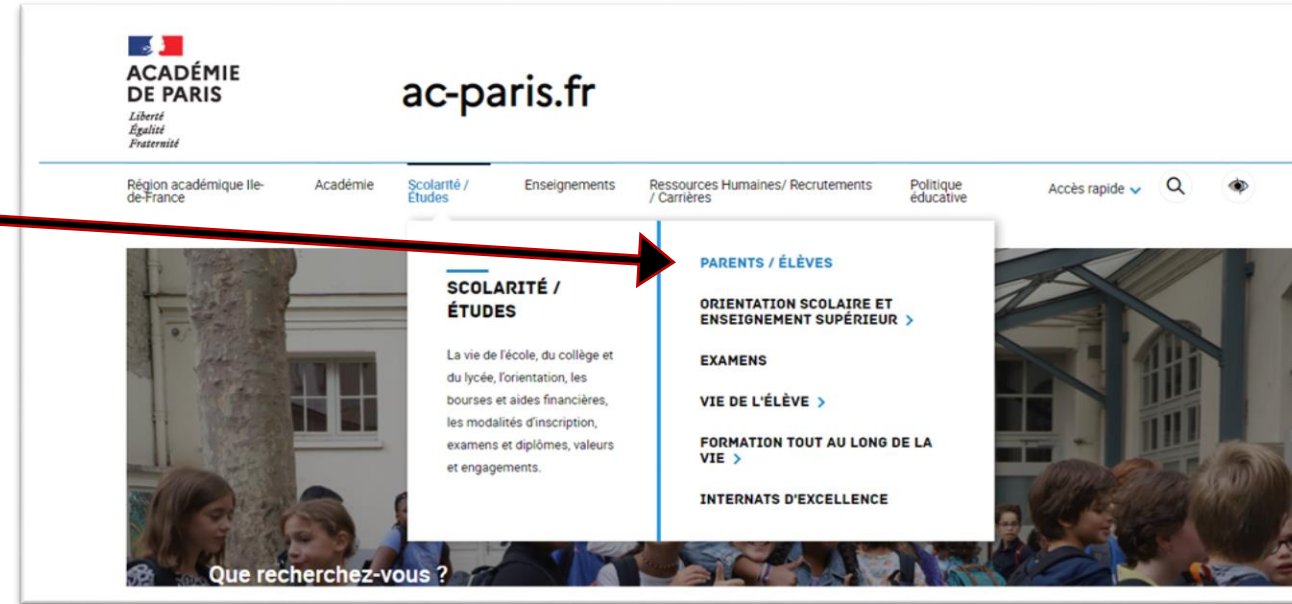 ACADÉMIE
DE PARIS
Liberté
Égalité
Fraternité
ac-paris.fr
Région académique Ile-
de-France
Académie
Scolarité /
Études
Enseignements
Ressources Humaines/ Recrutements
/ Carrières
Politique
éducative
Accès rapide
SCOLARITÉ /
ÉTUDES
La vie de l'école, du collège et
du lycée, l'orientation, les
bourses et aides financières,
les modalités d'inscription,
examens et diplômes, valeurs
et engagements.
PARENTS / ÉLÈVES
ORIENTATION SCOLAIRE ET
ENSEIGNEMENT SUPÉRIEUR >
EXAMENS
VIE DE L'ÉLÈVE >
FORMATION TOUT AU LONG DE LA
VIE >
INTERNATS D'EXCELLENCE
Que recherchez-vous ?